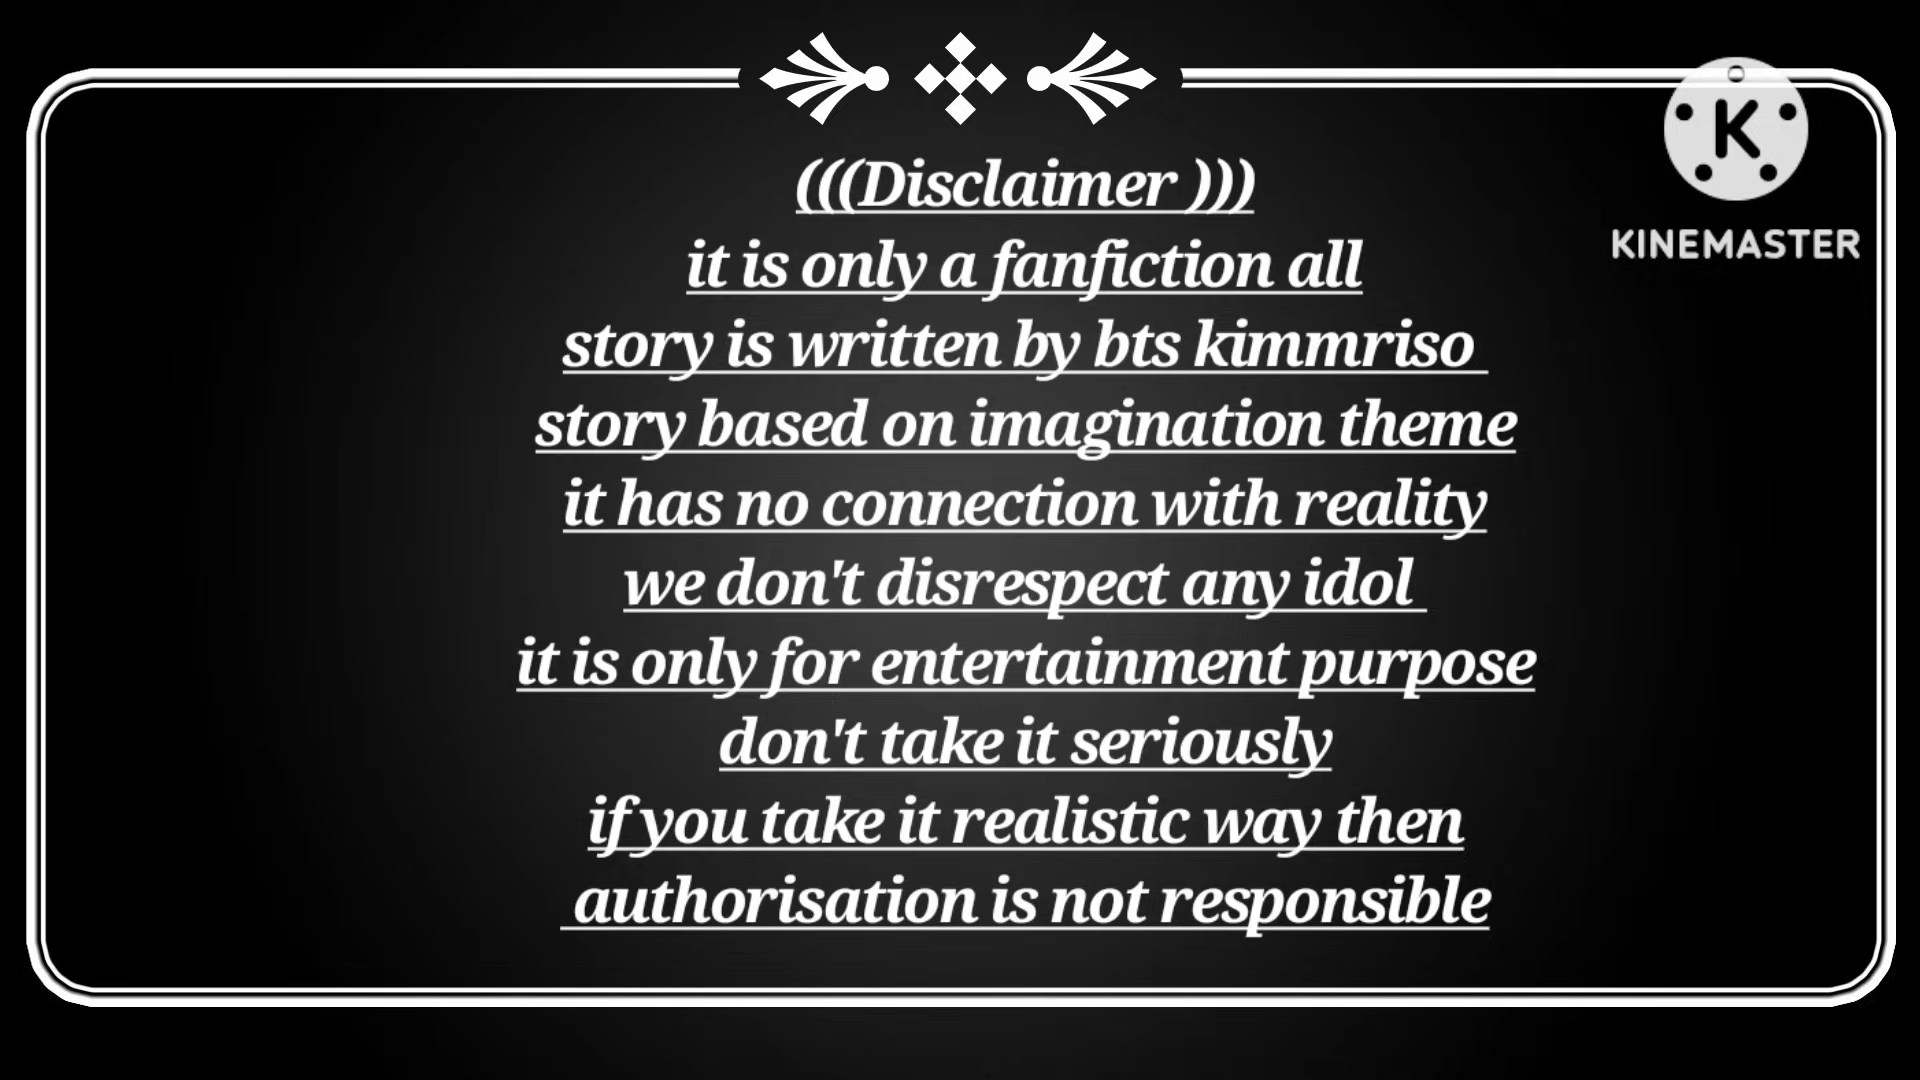 (((Disclaimer )))
it is only a fanfiction all
story is written by bts kimmriso
story based on imagination theme
it has no connection with reality
we don't disrespect any idol
it is only for entertainment purpose
don't take it seriously
if you take it realistic way then
authorisation is not responsible
K
KINEMASTER